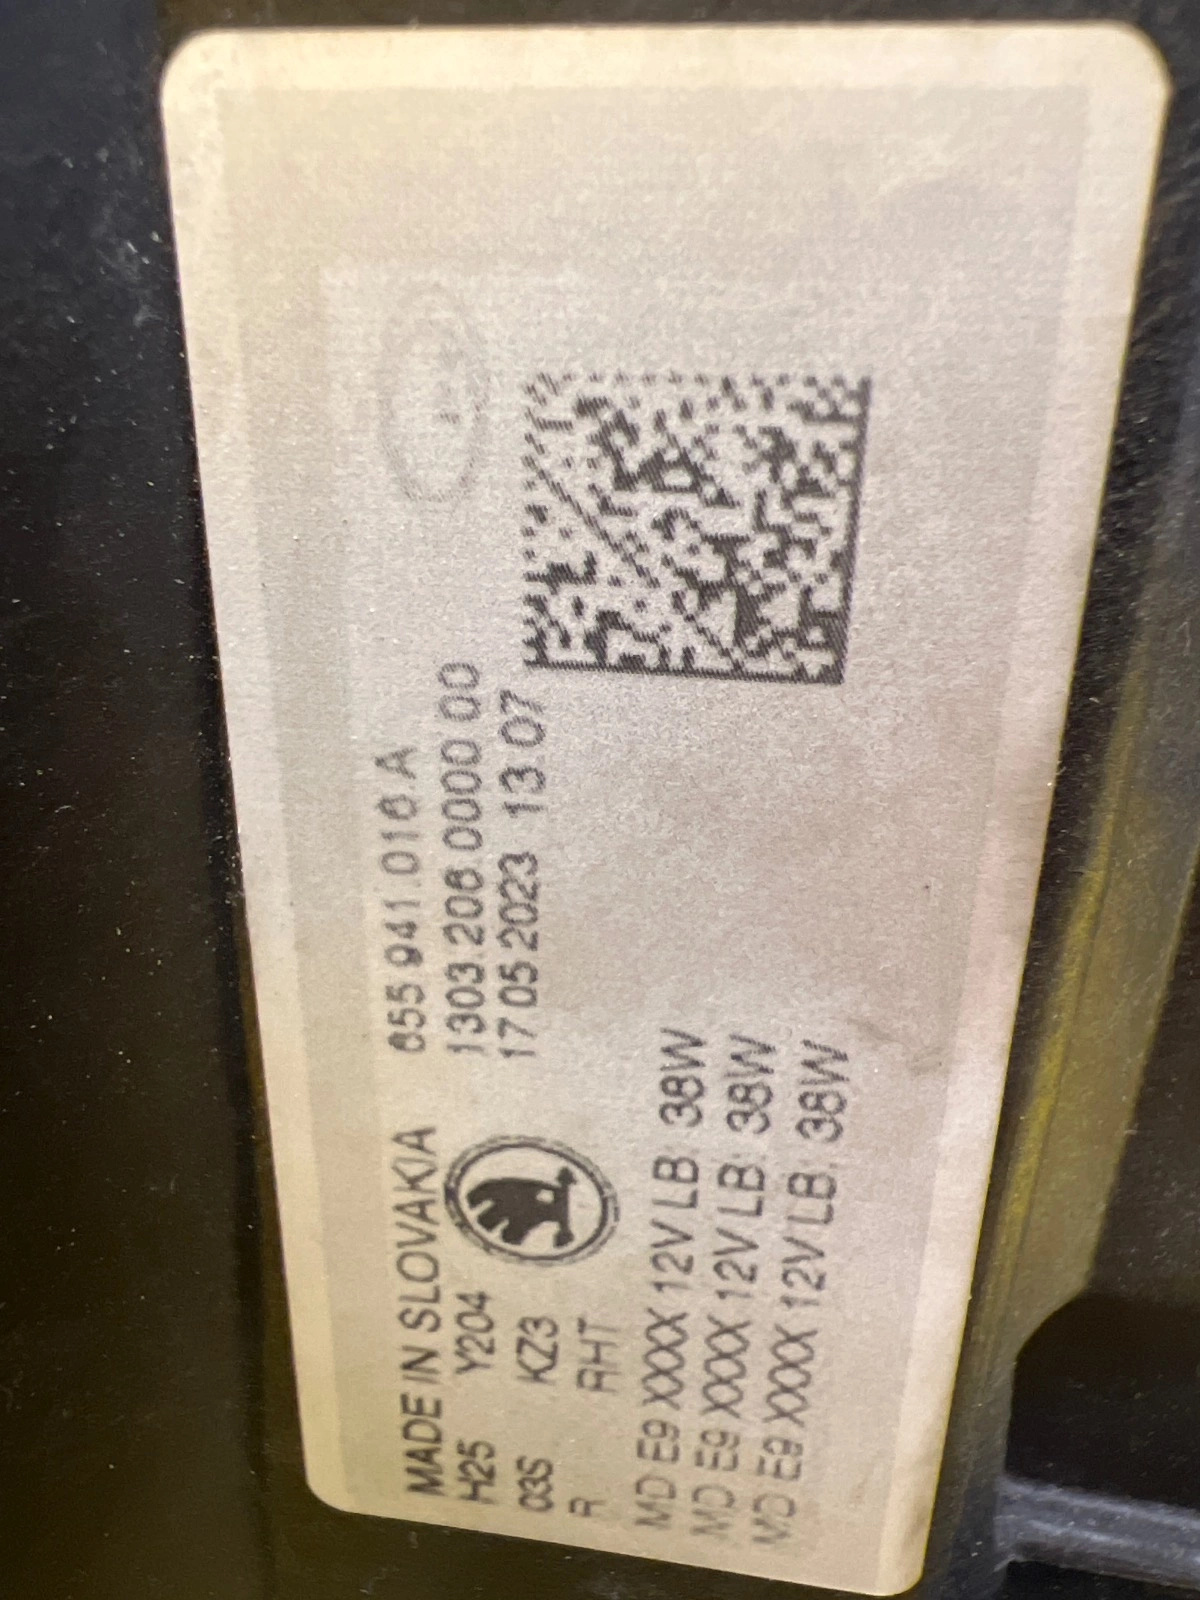 MADE IN SLOVAKIA 655 941.016 A
H25 Y204 1303.206.0000 00
03S KZ3 17 05 2023 13 07
R RHT
MD E9 XXXX 12V LB: 38W
MD E9 XXXX 12V LB: 38W
MD E9 XXXX 12V LB: 38W